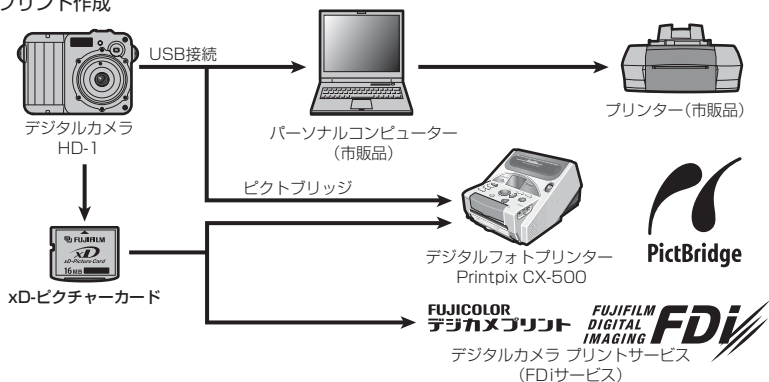 プリント作成
USB接続
デジタルカメラ
HD-1
パーソナルコンピューター
(市販品)
プリンター(市販品)
ピクトブリッジ
デジタルフォトプリンター
Printpix CX-500
PictBridge
FUJIFILM
xD
xD-Picture Card
16MB
xD-ピクチャーカード
FUJICOLOR
デジカメプリント
FUJIFILM
DIGITAL
IMAGING
FDi
デジタルカメラ プリントサービス
(FDiサービス)